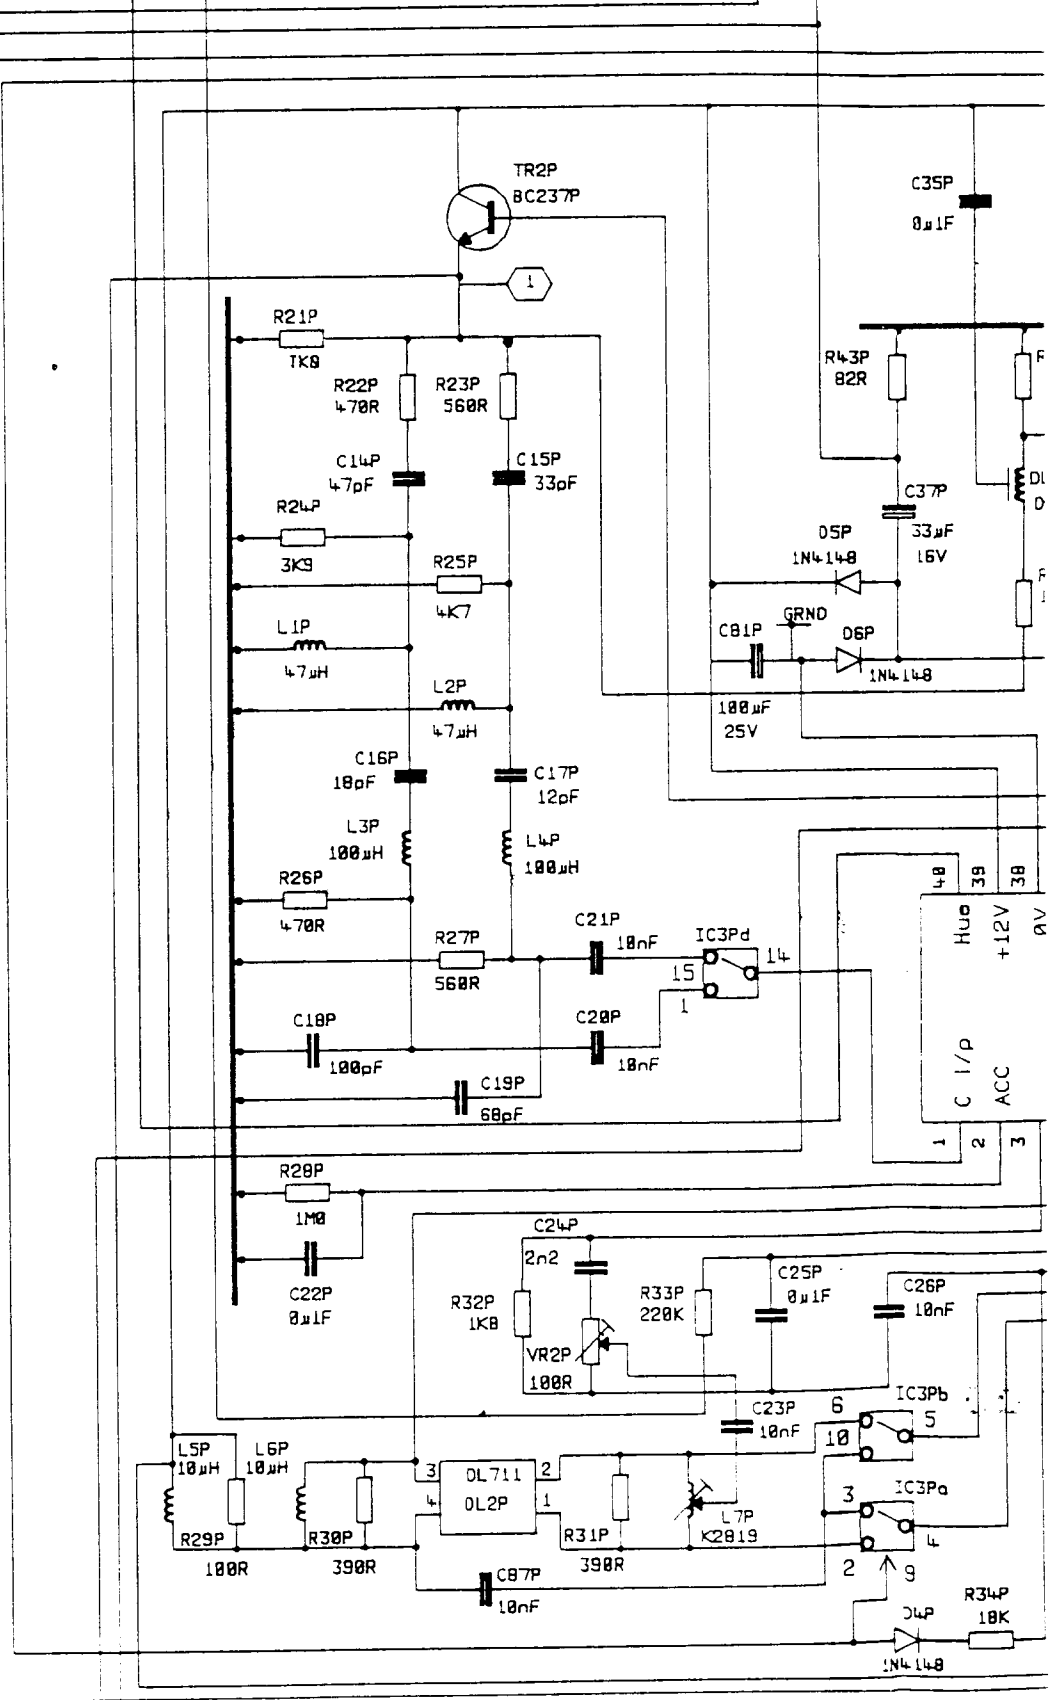 TR2P
BC237P
C35P
0µ1F
1
R21P
1K8
R43P
82R
R
R22P
470R
R23P
560R
C14P
47pF
C15P
33pF
DL
D
C37P
33µF
16V
R24P
3K9
D5P
1N4148
R25P
4K7
R
1
C81P
GRND
D6P
1N4148
100µF
25V
L1P
47µH
L2P
47µH
C16P
18pF
C17P
12pF
L3P
100µH
L4P
100µH
R26P
470R
40
39
38
Hue
+12V
0V
C21P
10nF
IC3Pd
15
14
1
R27P
560R
C18P
100pF
C20P
10nF
C19P
68pF
C I/p
ACC
1
2
3
R28P
1M0
C22P
0µ1F
C24P
2n2
R32P
1K8
VR2P
100R
R33P
220K
C25P
0µ1F
C26P
10nF
C23P
10nF
IC3Pb
6
5
10
L5P
10µH
L6P
10µH
3
DL711
2
4
DL2P
1
IC3Pa
3
4
2
9
R29P
100R
R30P
390R
R31P
390R
L7P
K2819
C87P
10nF
D4P
1N4148
R34P
18K